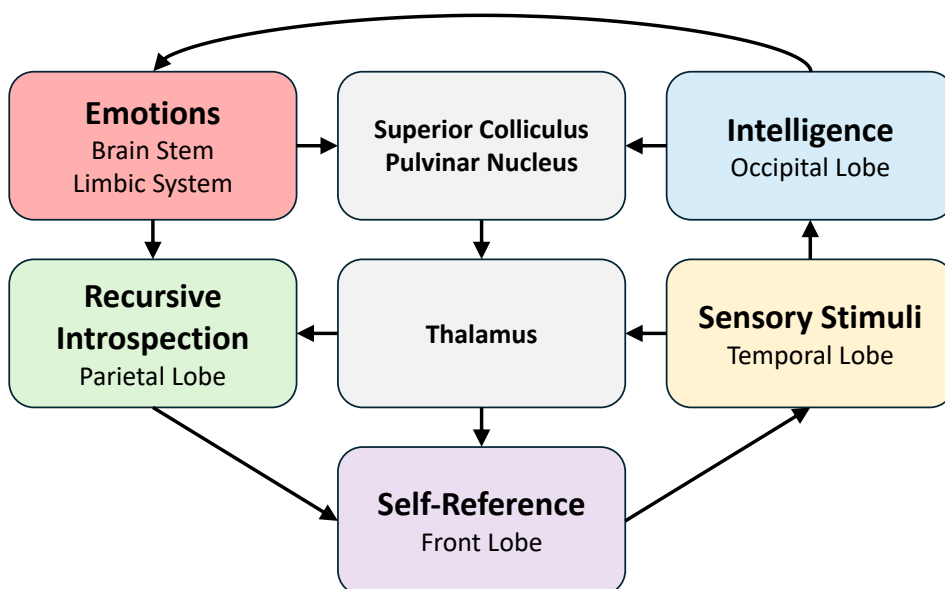 Emotions
Brain Stem
Limbic System
Superior Colliculus
Pulvinar Nucleus
Intelligence
Occipital Lobe
Recursive
Introspection
Parietal Lobe
Thalamus
Sensory Stimuli
Temporal Lobe
Self-Reference
Front Lobe